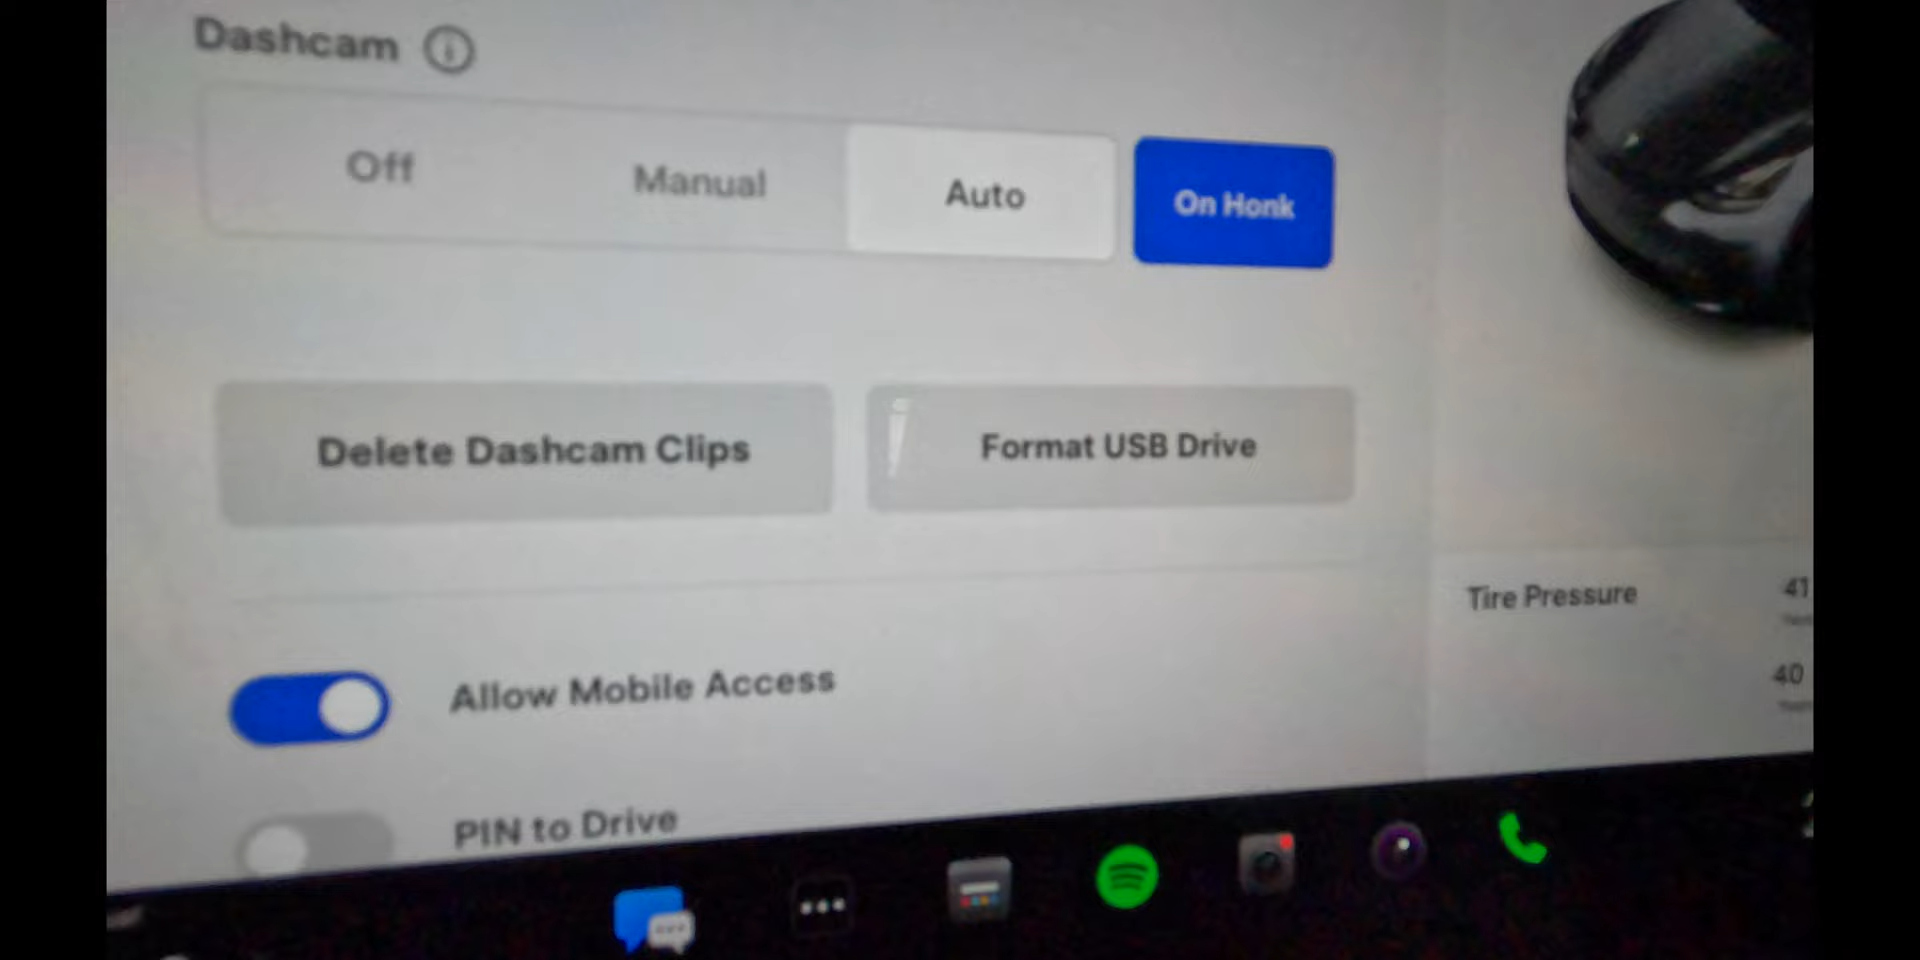 Dashcam
Off Manual Auto On Honk
Delete Dashcam Clips Format USB Drive
Tire Pressure 41
40
Allow Mobile Access
PIN to Drive